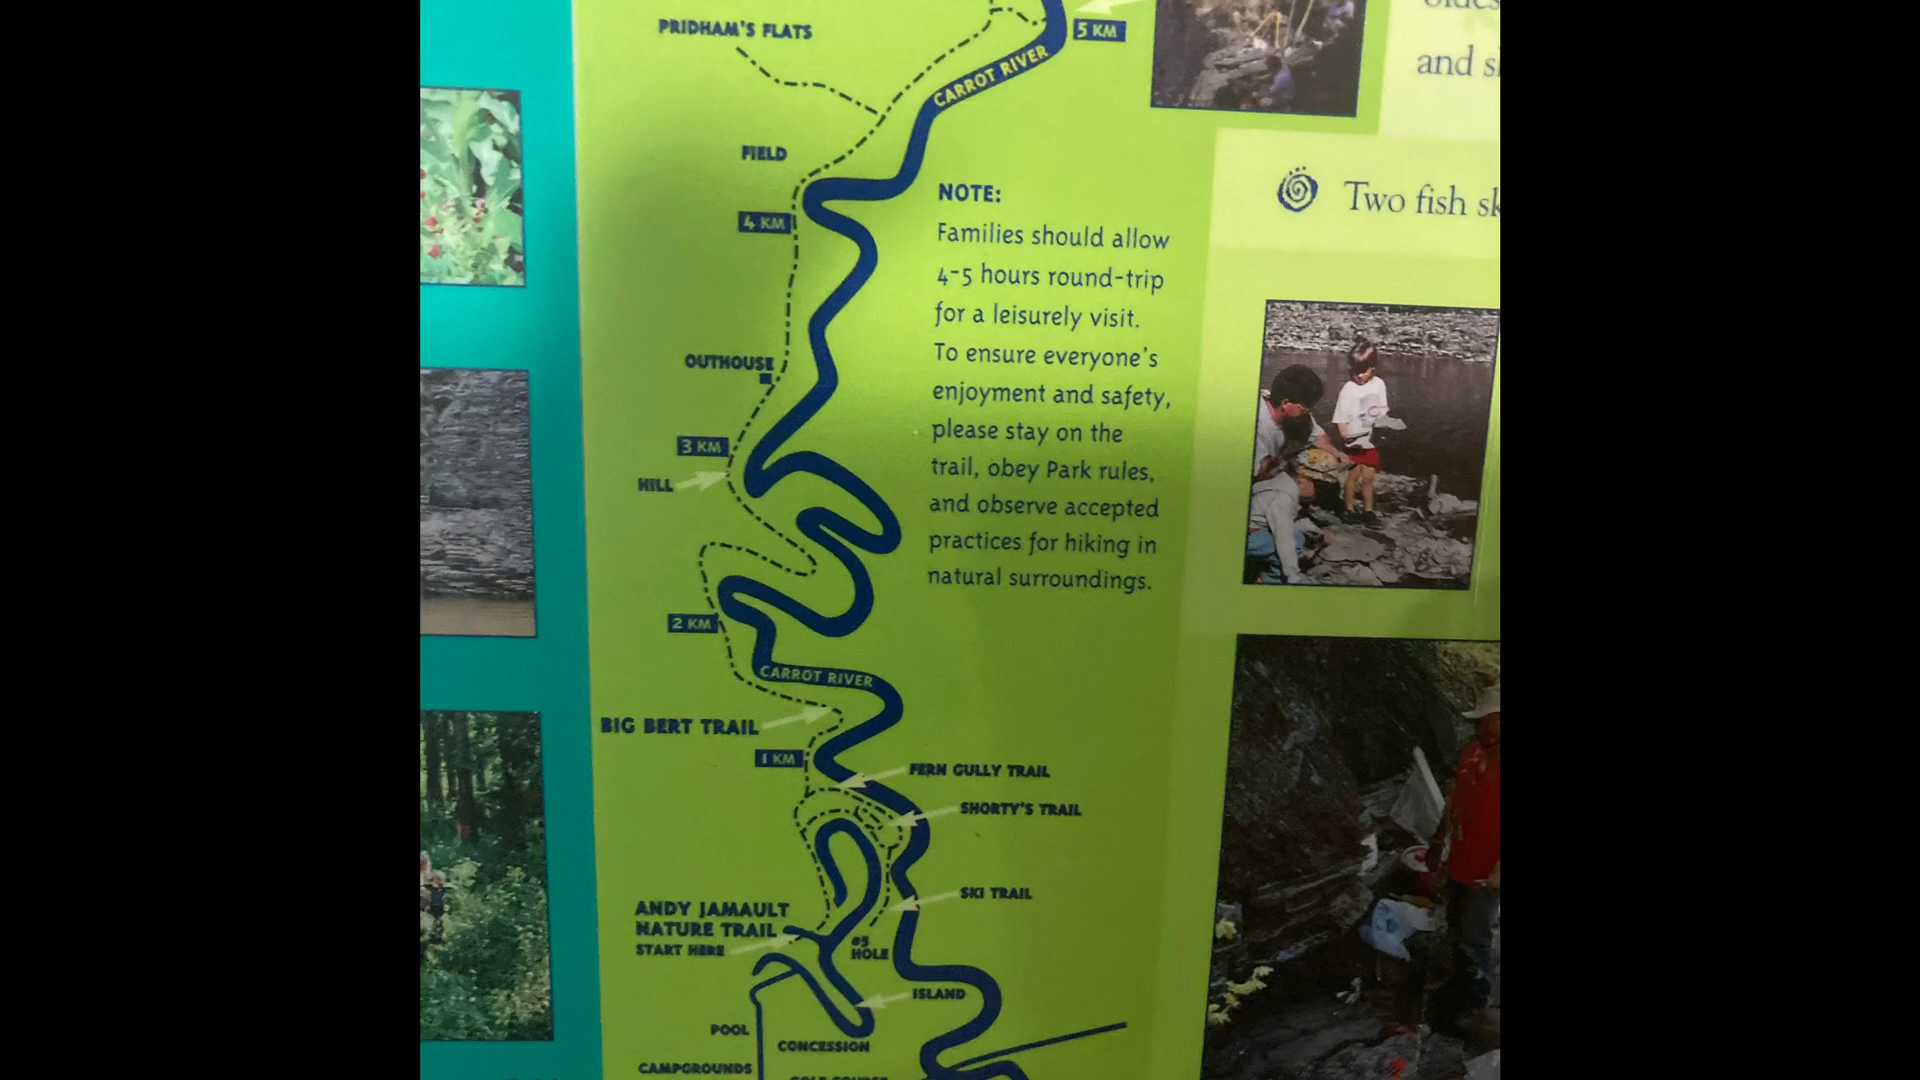 PRIDHAM'S FLATS
5 KM
CARROT RIVER
and
FIELD
4 KM
NOTE:
Families should allow
4-5 hours round-trip
for a leisurely visit.
To ensure everyone's
enjoyment and safety,
please stay on the
trail, obey Park rules,
and observe accepted
practices for hiking in
natural surroundings.
Two fish
OUTHOUSE
3 KM
HILL
2 KM
CARROT RIVER
BIG BERT TRAIL
1 KM
FERN GULLY TRAIL
SHORTY'S TRAIL
SKI TRAIL
ANDY JAMAULT
NATURE TRAIL
START HERE
#5
HOLE
ISLAND
POOL
CONCESSION
CAMPGROUNDS